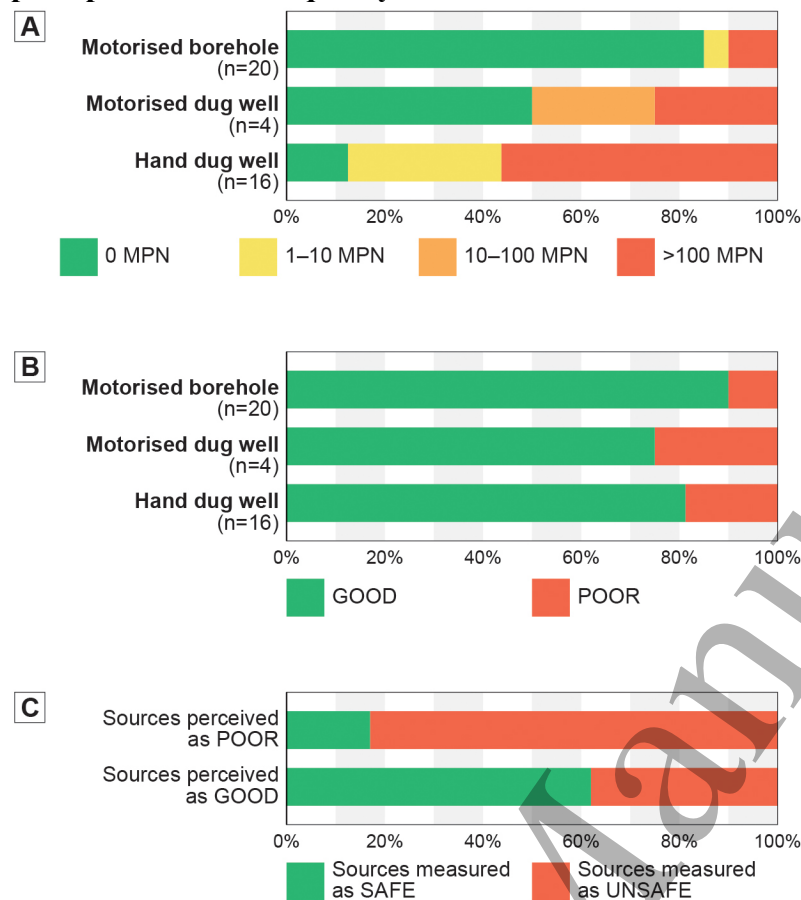 A
Motorised borehole
(n=20)
Motorised dug well
(n=4)
Hand dug well
(n=16)
0% 20% 40% 60% 80% 100%
0 MPN 1–10 MPN 10–100 MPN >100 MPN
B
Motorised borehole
(n=20)
Motorised dug well
(n=4)
Hand dug well
(n=16)
0% 20% 40% 60% 80% 100%
GOOD POOR
C
Sources perceived
as POOR
Sources perceived
as GOOD
0% 20% 40% 60% 80% 100%
Sources measured
as SAFE
Sources measured
as UNSAFE